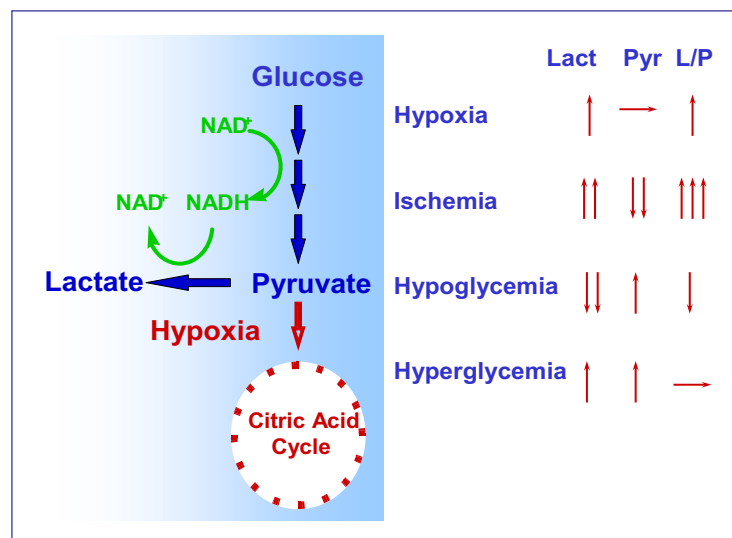 Glucose
NAD+
NAD+ NADH
Lactate Pyruvate
Hypoxia
Citric Acid
Cycle
Lact Pyr L/P
Hypoxia
Ischemia
Hypoglycemia
Hyperglycemia